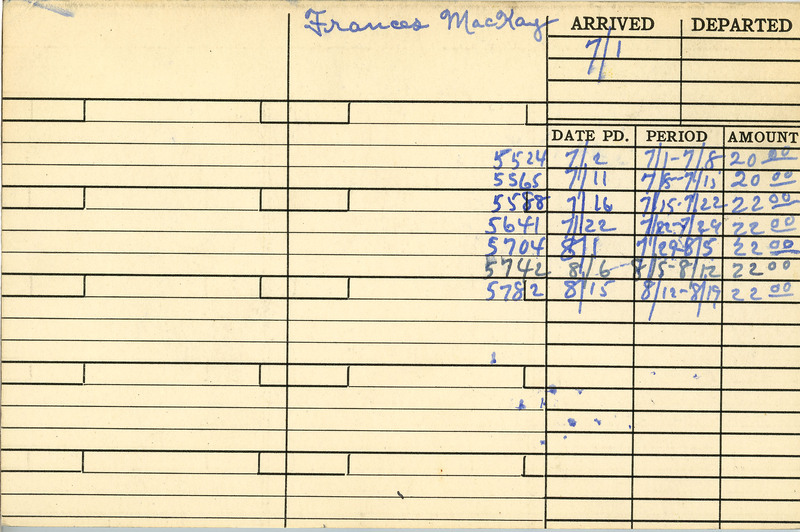 Frances MacKay ARRIVED DEPARTED
7/1
DATE PD. PERIOD AMOUNT
5524 7/2 7/1-7/8 20 00
5565 7/11 7/8-7/15 20 00
5588 7/16 7/15-7/22 22 00
5641 7/22 7/22-7/29 22 00
5704 8/1 7/29-8/5 22 00
5742 8/6 8/5-8/12 22 00
5782 8/15 8/12-8/19 22 00